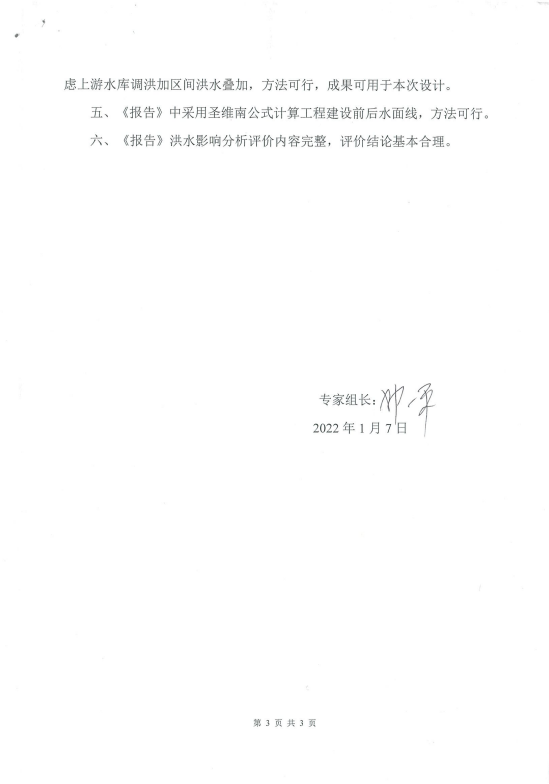 虑上游水库调洪加区间洪水叠加，方法可行，成果可用于本次设计。
五、《报告》中采用圣维南公式计算工程建设前后水面线，方法可行。
六、《报告》洪水影响分析评价内容完整，评价结论基本合理。
专家组长：
2022 年 1 月 7 日
第 3 页 共 3 页